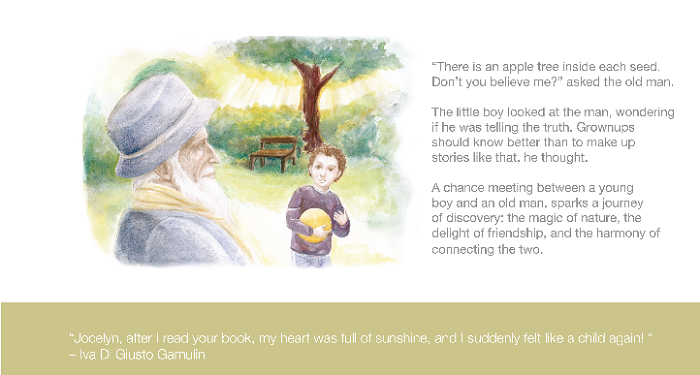 “There is an apple tree inside each seed.
Don’t you believe me?” asked the old man.
The little boy looked at the man, wondering
if he was telling the truth. Grownups
should know better than to make up
stories like that, he thought.
A chance meeting between a young
boy and an old man, sparks a journey
of discovery: the magic of nature, the
delight of friendship, and the harmony of
connecting the two.
“Jocelyn, after I read your book, my heart was full of sunshine, and I suddenly felt like a child again! ”
– Iva D. Giusto Gamulin